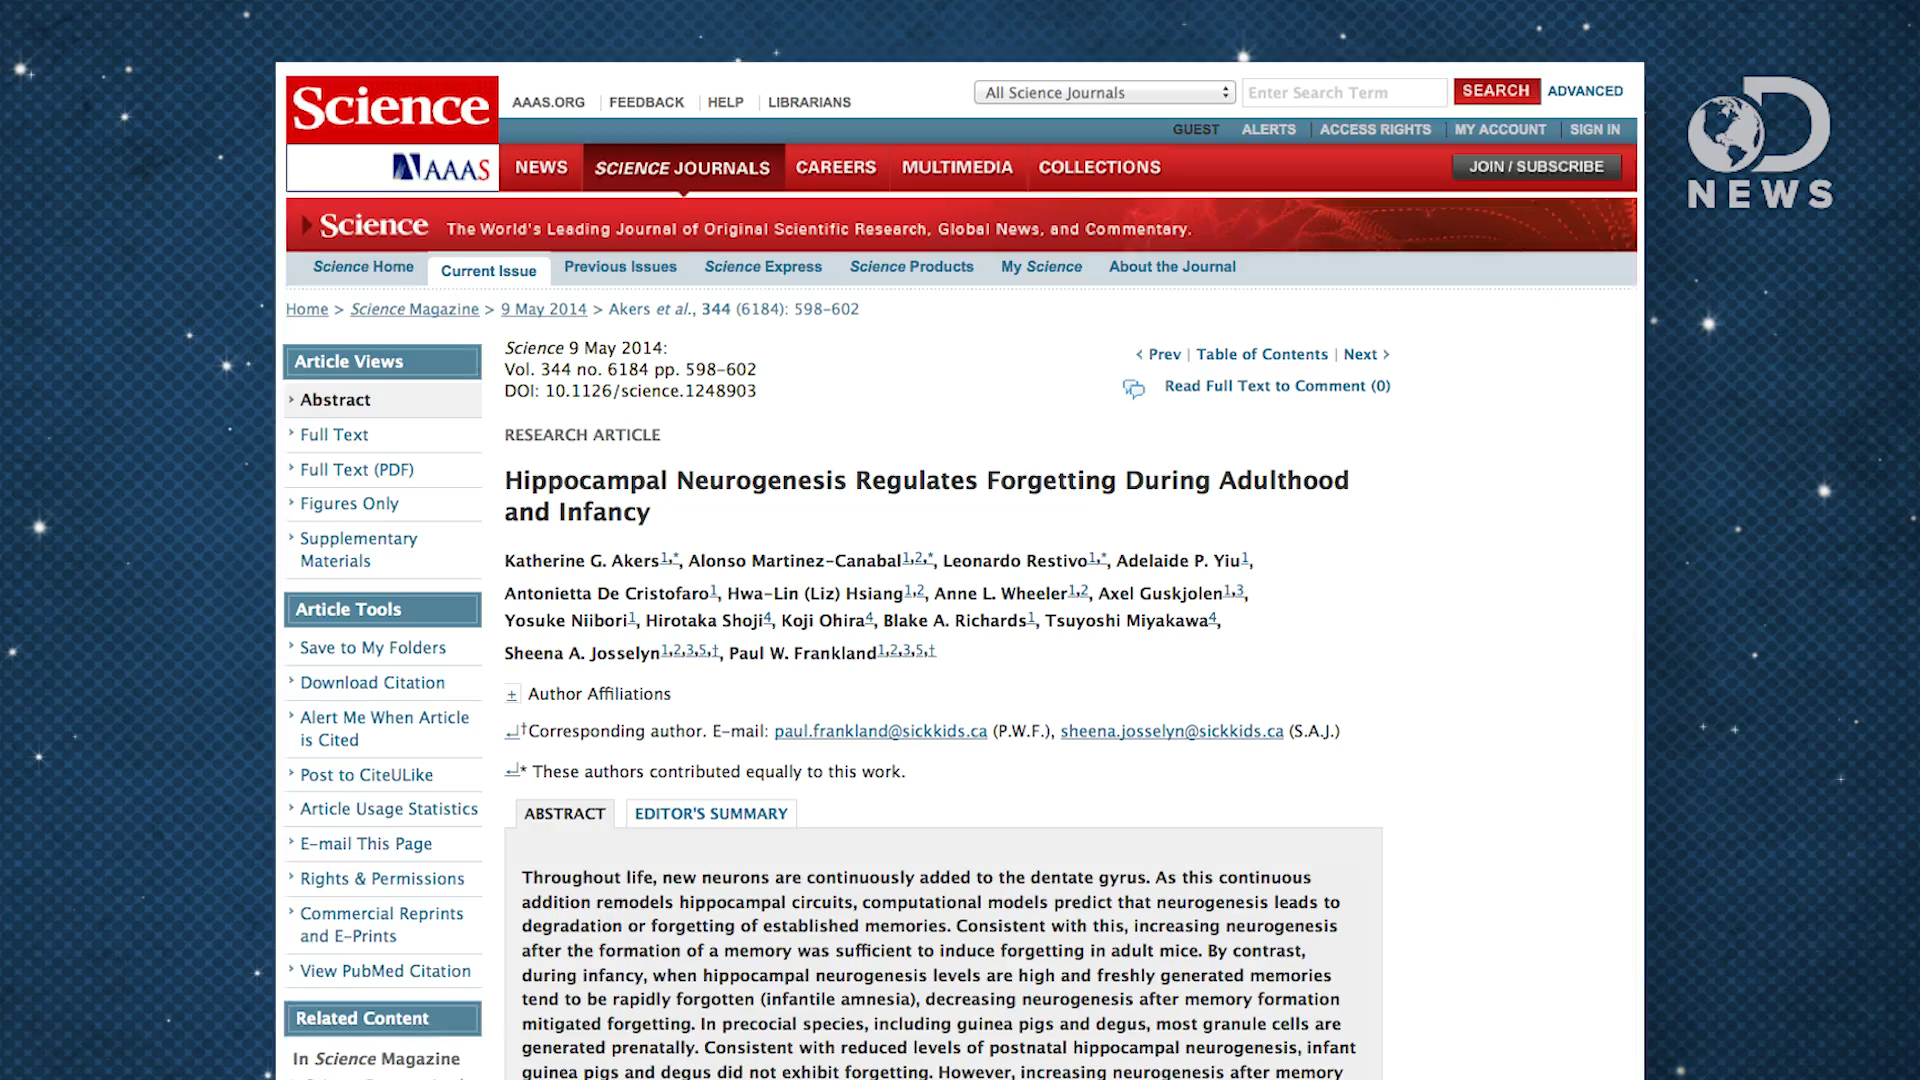 Science
AAAS.ORG | FEEDBACK | HELP | LIBRARIANS
All Science Journals
Enter Search Term
SEARCH
ADVANCED
GUEST ALERTS | ACCESS RIGHTS | MY ACCOUNT | SIGN IN
AAAS
NEWS SCIENCE JOURNALS CAREERS MULTIMEDIA COLLECTIONS
JOIN / SUBSCRIBE
D
NEWS
Science The World's Leading Journal of Original Scientific Research, Global News, and Commentary.
Science Home Current Issue Previous Issues Science Express Science Products My Science About the Journal
Home > Science Magazine > 9 May 2014 > Akers et al., 344 (6184): 598-602
Article Views
Abstract
Full Text
Full Text (PDF)
Figures Only
Supplementary
Materials
Article Tools
Save to My Folders
Download Citation
Alert Me When Article
is Cited
Post to CiteULike
Article Usage Statistics
E-mail This Page
Rights & Permissions
Commercial Reprints
and E-Prints
View PubMed Citation
Related Content
In Science Magazine
Science 9 May 2014:
Vol. 344 no. 6184 pp. 598-602
DOI: 10.1126/science.1248903
‹ Prev | Table of Contents | Next ›
Read Full Text to Comment (0)
RESEARCH ARTICLE
Hippocampal Neurogenesis Regulates Forgetting During Adulthood
and Infancy
Katherine G. Akers1,*, Alonso Martinez-Canabal1,2,*, Leonardo Restivo1,*, Adelaide P. Yiu1,
Antonietta De Cristofaro1, Hwa-Lin (Liz) Hsiang1,2, Anne L. Wheeler1,2, Axel Guskjolen1,3,
Yosuke Niibori1, Hirotaka Shoji4, Koji Ohira4, Blake A. Richards1, Tsuyoshi Miyakawa4,
Sheena A. Josselyn1,2,3,5,†, Paul W. Frankland1,2,3,5,†
+ Author Affiliations
↵†Corresponding author. E-mail: paul.frankland@sickkids.ca (P.W.F.), sheena.josselyn@sickkids.ca (S.A.J.)
↵* These authors contributed equally to this work.
ABSTRACT EDITOR'S SUMMARY
Throughout life, new neurons are continuously added to the dentate gyrus. As this continuous
addition remodels hippocampal circuits, computational models predict that neurogenesis leads to
degradation or forgetting of established memories. Consistent with this, increasing neurogenesis
after the formation of a memory was sufficient to induce forgetting in adult mice. By contrast,
during infancy, when hippocampal neurogenesis levels are high and freshly generated memories
tend to be rapidly forgotten (infantile amnesia), decreasing neurogenesis after memory formation
mitigated forgetting. In precocial species, including guinea pigs and degus, most granule cells are
generated prenatally. Consistent with reduced levels of postnatal hippocampal neurogenesis, infant
guinea pigs and degus did not exhibit forgetting. However, increasing neurogenesis after memory